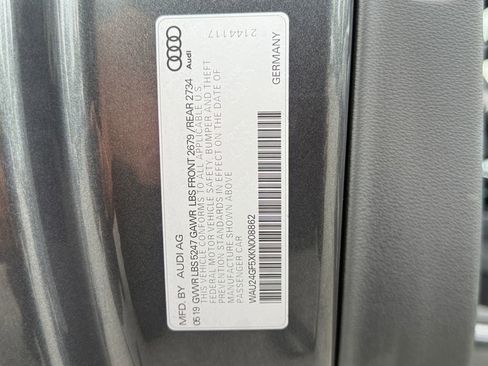 MFD. BY AUDI AG
05 19 GVWR LBS 5247 GAWR LBS FRONT 2679 /REAR 2734
THIS VEHICLE CONFORMS TO ALL APPLICABLE U.S.
FEDERAL MOTOR VEHICLE SAFETY, BUMPER AND THEFT
PREVENTION STANDARDS IN EFFECT ON THE DATE OF
MANUFACTURE SHOWN ABOVE
PASSENGER CAR
WAU24GF5XKN008862
GERMANY
Audi
2144117